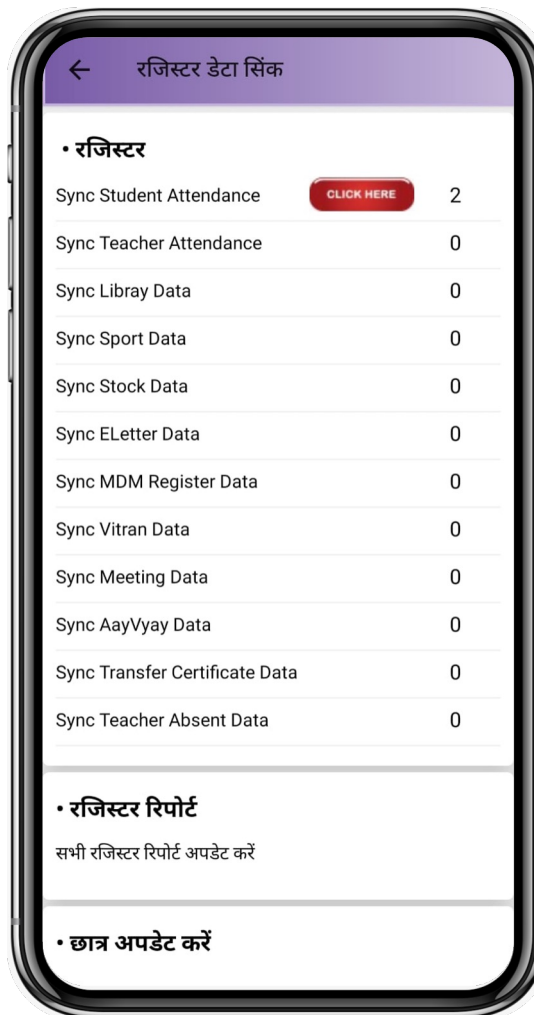 रजिस्टर डेटा सिंक
• रजिस्टर
Sync Student Attendance CLICK HERE 2
Sync Teacher Attendance 0
Sync Libray Data 0
Sync Sport Data 0
Sync Stock Data 0
Sync ELetter Data 0
Sync MDM Register Data 0
Sync Vitran Data 0
Sync Meeting Data 0
Sync AayVyay Data 0
Sync Transfer Certificate Data 0
Sync Teacher Absent Data 0
• रजिस्टर रिपोर्ट
सभी रजिस्टर रिपोर्ट अपडेट करें
• छात्र अपडेट करें